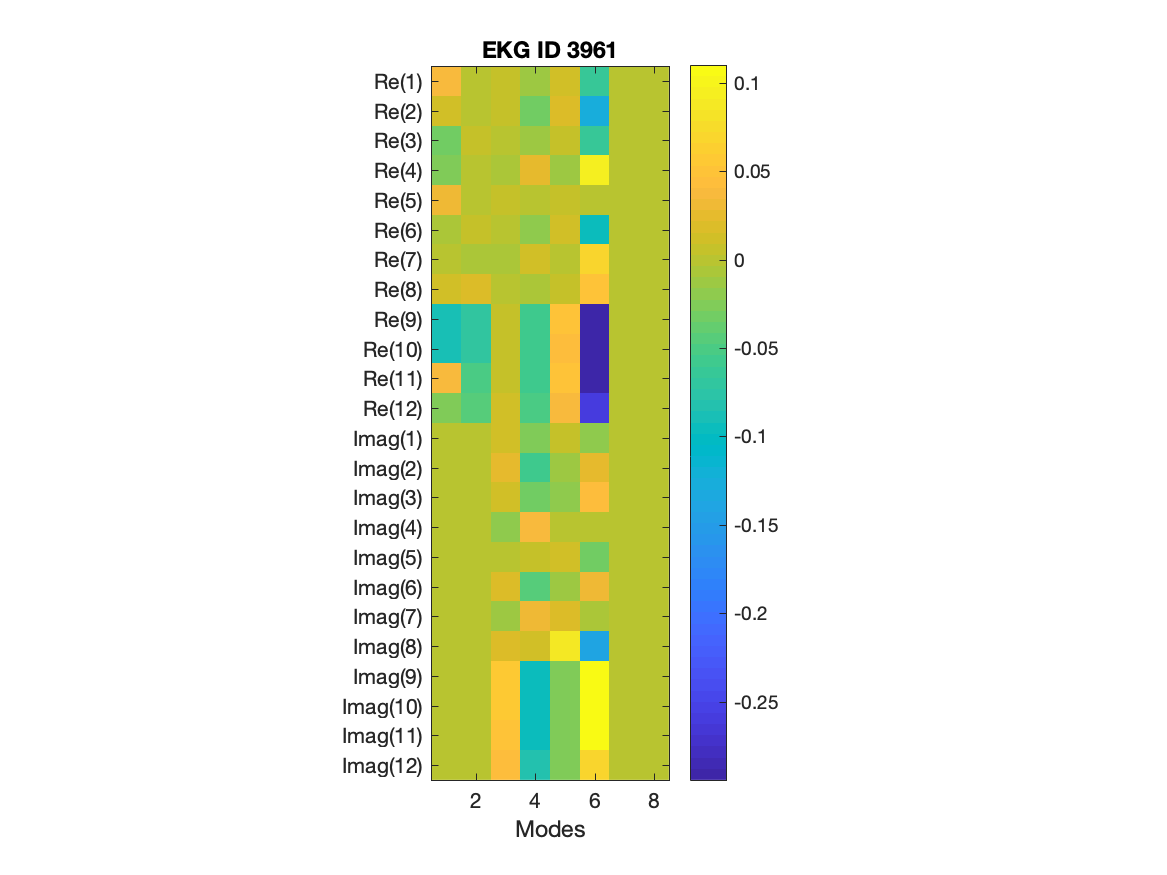 EKG ID 3961
Re(1)
Re(2)
Re(3)
Re(4)
Re(5)
Re(6)
Re(7)
Re(8)
Re(9)
Re(10)
Re(11)
Re(12)
Imag(1)
Imag(2)
Imag(3)
Imag(4)
Imag(5)
Imag(6)
Imag(7)
Imag(8)
Imag(9)
Imag(10)
Imag(11)
Imag(12)
2 4 6 8
Modes
0.1
0.05
0
-0.05
-0.1
-0.15
-0.2
-0.25